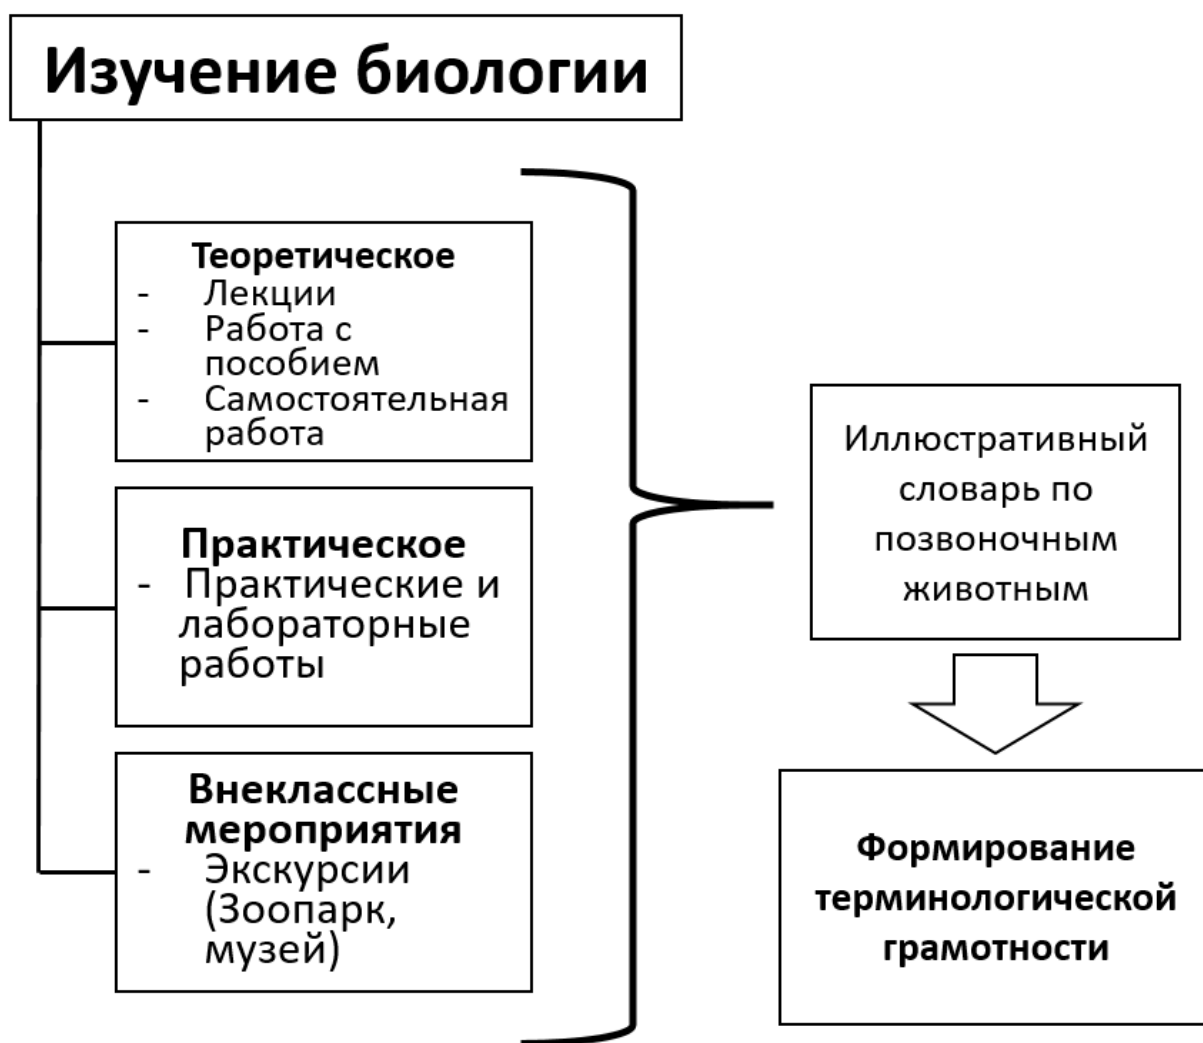 Изучение биологии
Теоретическое
- Лекции
- Работа с
пособием
- Самостоятельная
работа
Практическое
- Практические и
лабораторные
работы
Внеклассные
мероприятия
- Экскурсии
(Зоопарк,
музей)
Иллюстративный
словарь по
позвоночным
животным
Формирование
терминологической
грамотности